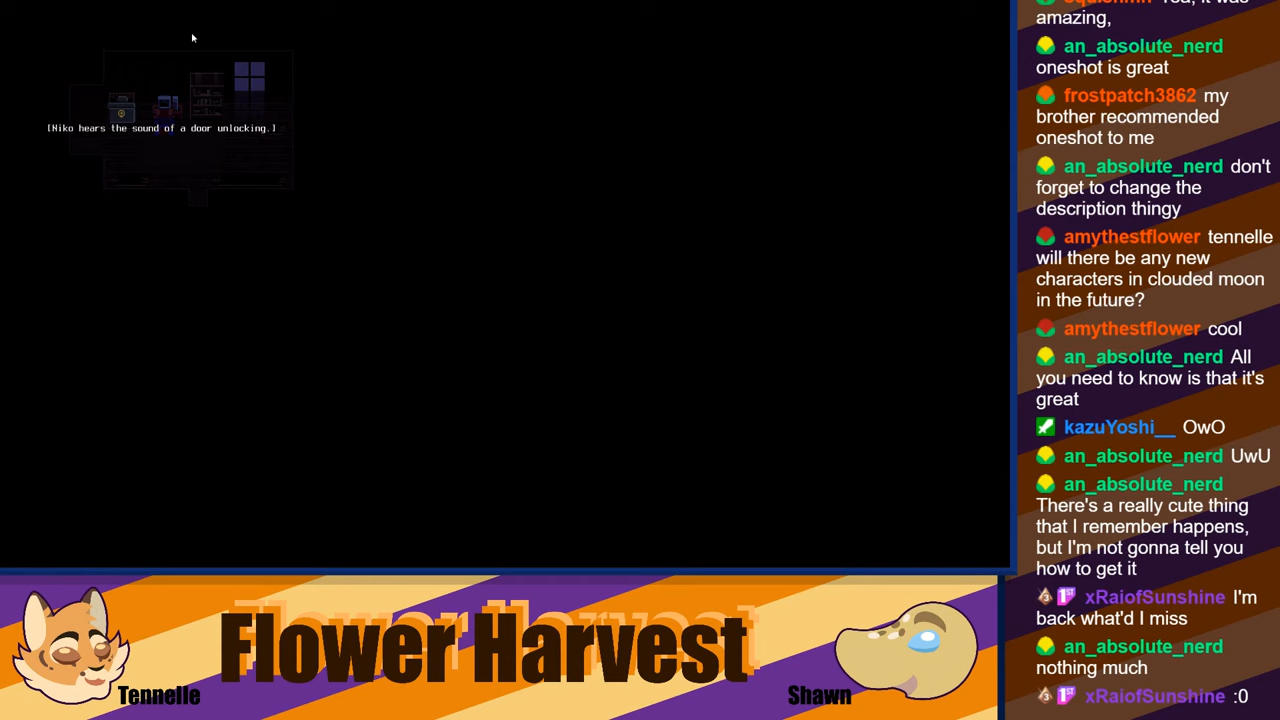 [Niko hears the sound of a door unlocking.]
amazing,
an_absolute_nerd
oneshot is great
frostpatch3862 my
brother recommended
oneshot to me
an_absolute_nerd don't
forget to change the
description thingy
amythestflower tennelle
will there be any new
characters in clouded moon
in the future?
amythestflower cool
an_absolute_nerd All
you need to know is that it's
great
kazuYoshi__ OwO
an_absolute_nerd UwU
an_absolute_nerd
There's a really cute thing
that I remember happens,
but I'm not gonna tell you
how to get it
xRaiofSunshine I'm
back what'd I miss
an_absolute_nerd
nothing much
xRaiofSunshine :0
Flower Harvest
Tennelle
Shawn